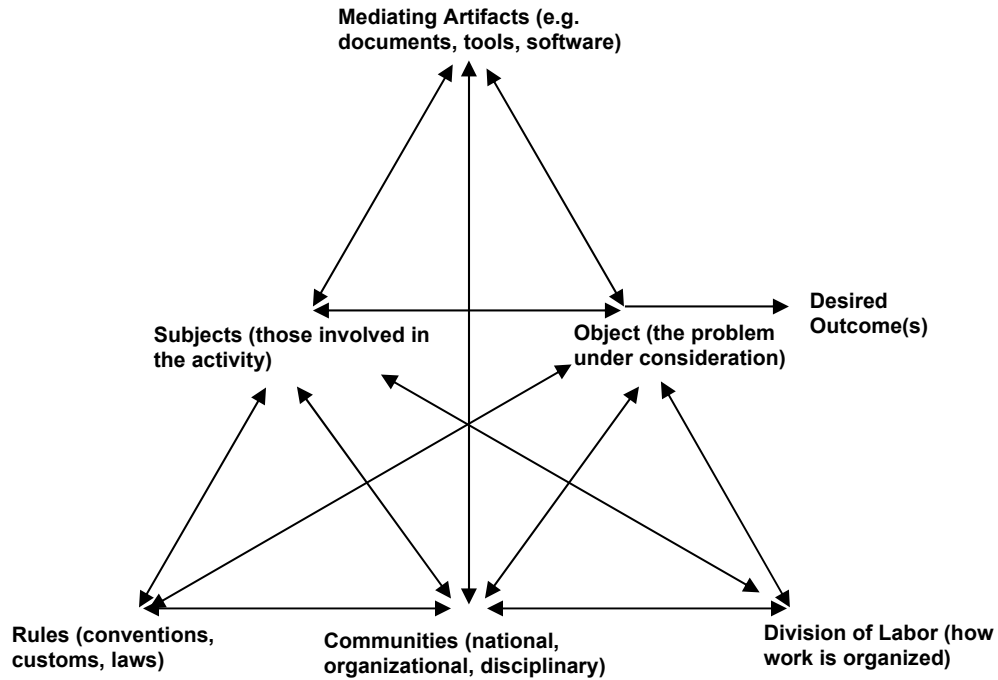 Mediating Artifacts (e.g.
documents, tools, software)
Desired
Outcome(s)
Subjects (those involved in
the activity)
Object (the problem
under consideration)
Rules (conventions,
customs, laws)
Communities (national,
organizational, disciplinary)
Division of Labor (how
work is organized)